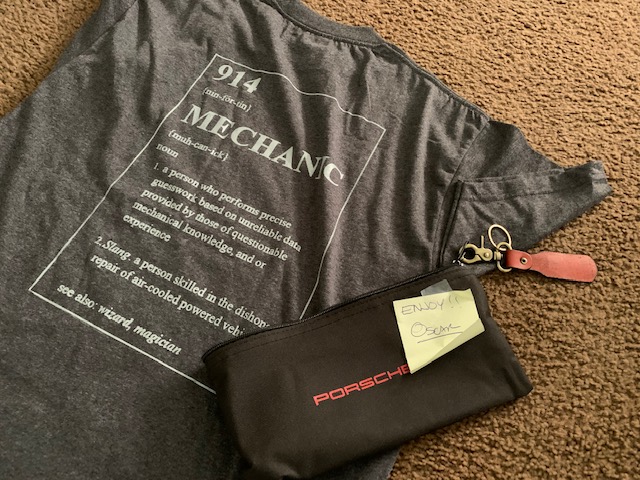 914
(nin-for-tin)
MECHANIC
(muh-can-ick)
noun
1. a person who performs precise
guesswork based on unreliable data
provided by those of questionable
mechanical knowledge, and or
experience
2.Slang. a person skilled in the dishon
repair of air-cooled powered vehi
see also: wizard, magician
ENJOY!!
Oscar
PORSCHE